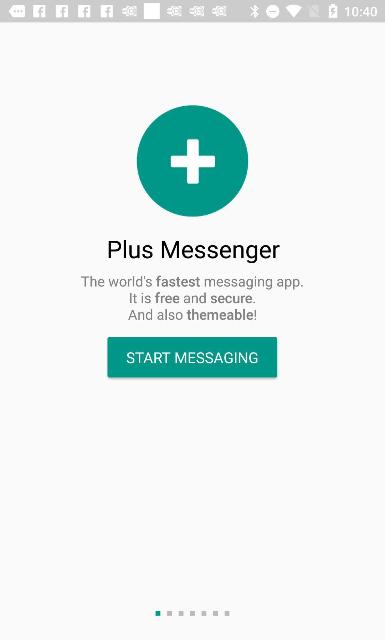 10:40
Plus Messenger
The world's fastest messaging app.
It is free and secure.
And also themeable!
START MESSAGING